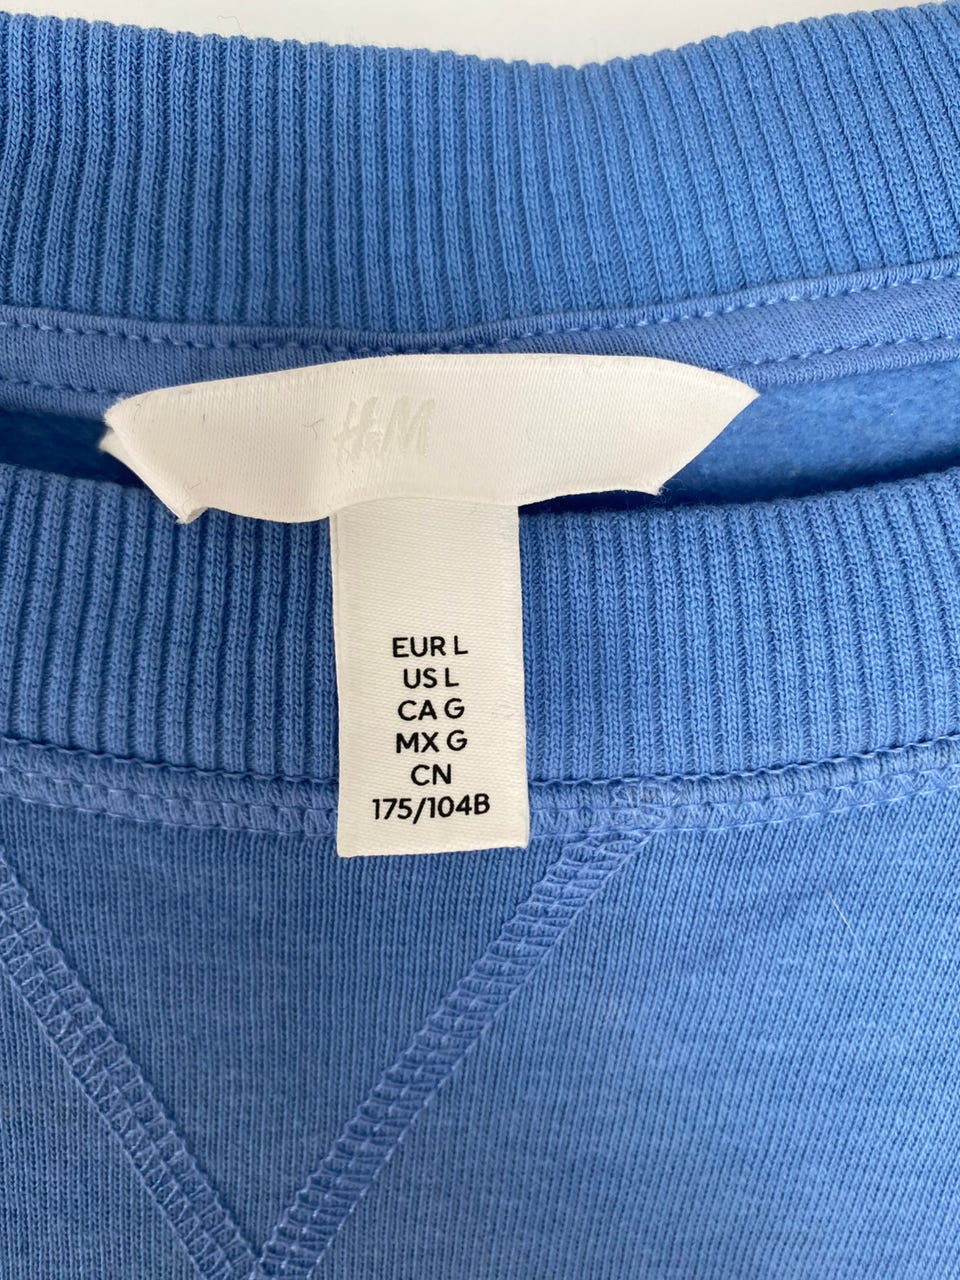 H&M
EUR L
US L
CA G
MX G
CN
175/104B